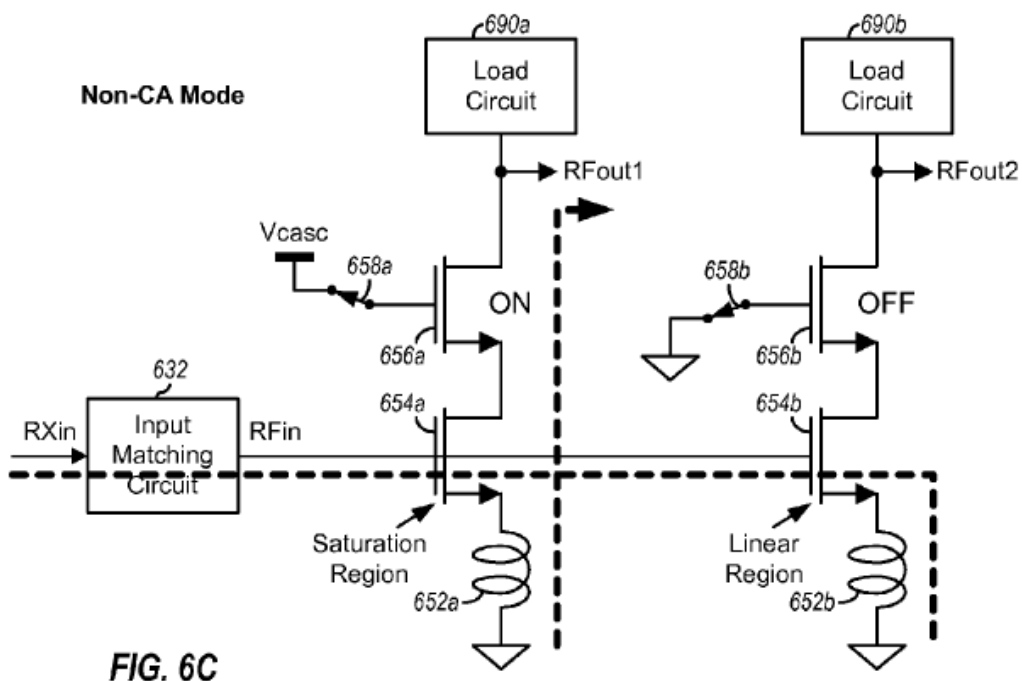 690a
690b
Non-CA Mode
Load
Circuit
Load
Circuit
RFout1
RFout2
Vcasc
658a
ON
656a
658b
OFF
656b
632
654a
654b
RXin
Input
Matching
Circuit
RFin
Saturation
Region
652a
Linear
Region
652b
FIG. 6C